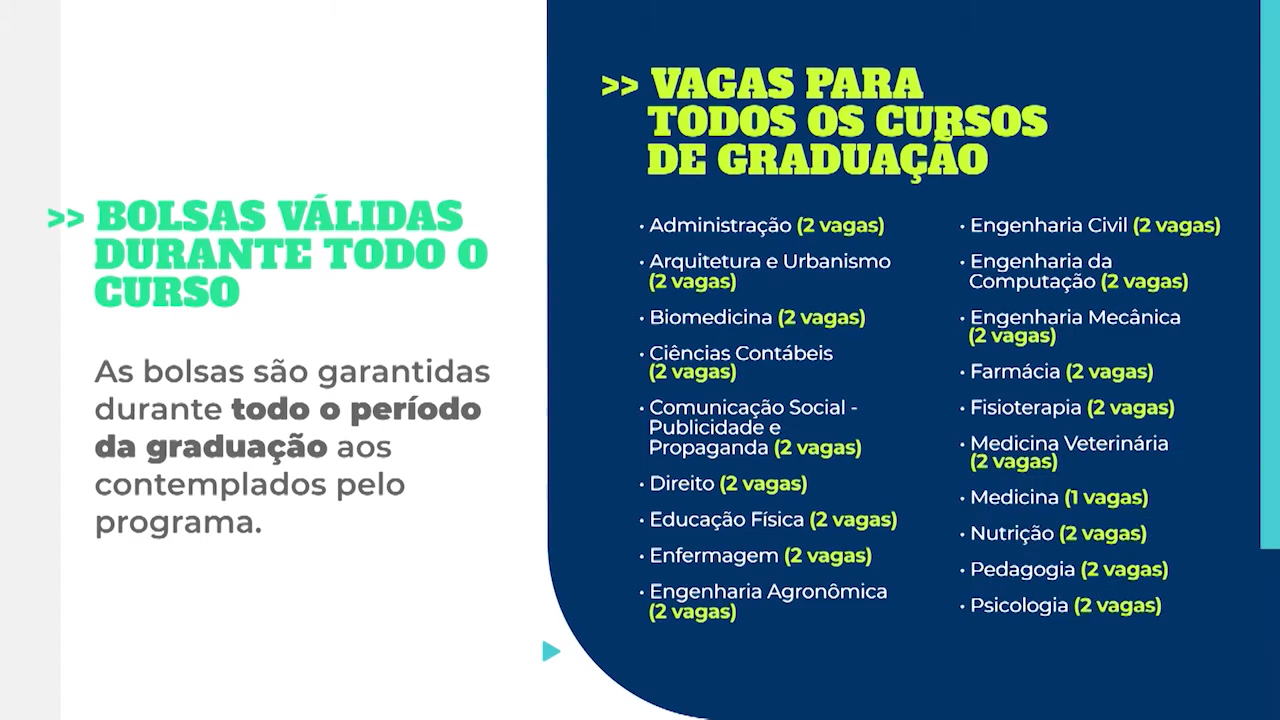 >> BOLSAS VÁLIDAS
DURANTE TODO O
CURSO
As bolsas são garantidas
durante todo o período
da graduação aos
contemplados pelo
programa.
>> VAGAS PARA
TODOS OS CURSOS
DE GRADUAÇÃO
• Administração (2 vagas)
• Arquitetura e Urbanismo
(2 vagas)
• Biomedicina (2 vagas)
• Ciências Contábeis
(2 vagas)
• Comunicação Social -
Publicidade e
Propaganda (2 vagas)
• Direito (2 vagas)
• Educação Física (2 vagas)
• Enfermagem (2 vagas)
• Engenharia Agronômica
(2 vagas)
• Engenharia Civil (2 vagas)
• Engenharia da
Computação (2 vagas)
• Engenharia Mecânica
(2 vagas)
• Farmácia (2 vagas)
• Fisioterapia (2 vagas)
• Medicina Veterinária
(2 vagas)
• Medicina (1 vagas)
• Nutrição (2 vagas)
• Pedagogia (2 vagas)
• Psicologia (2 vagas)